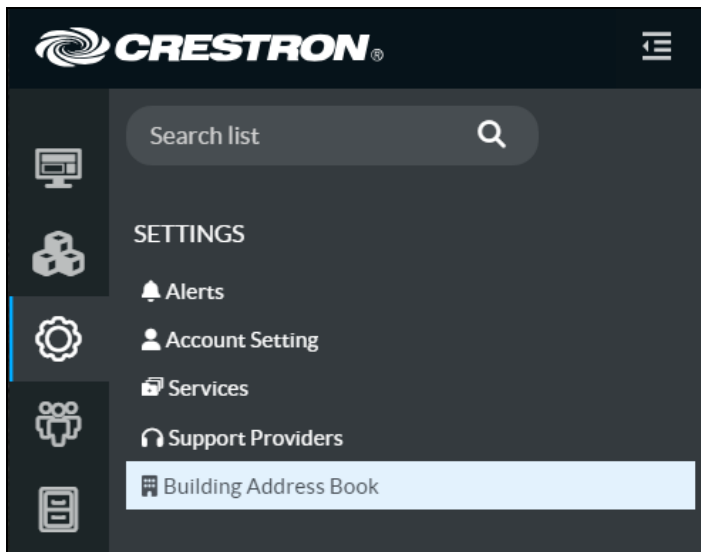 CRESTRON®
Search list
SETTINGS
Alerts
Account Setting
Services
Support Providers
Building Address Book